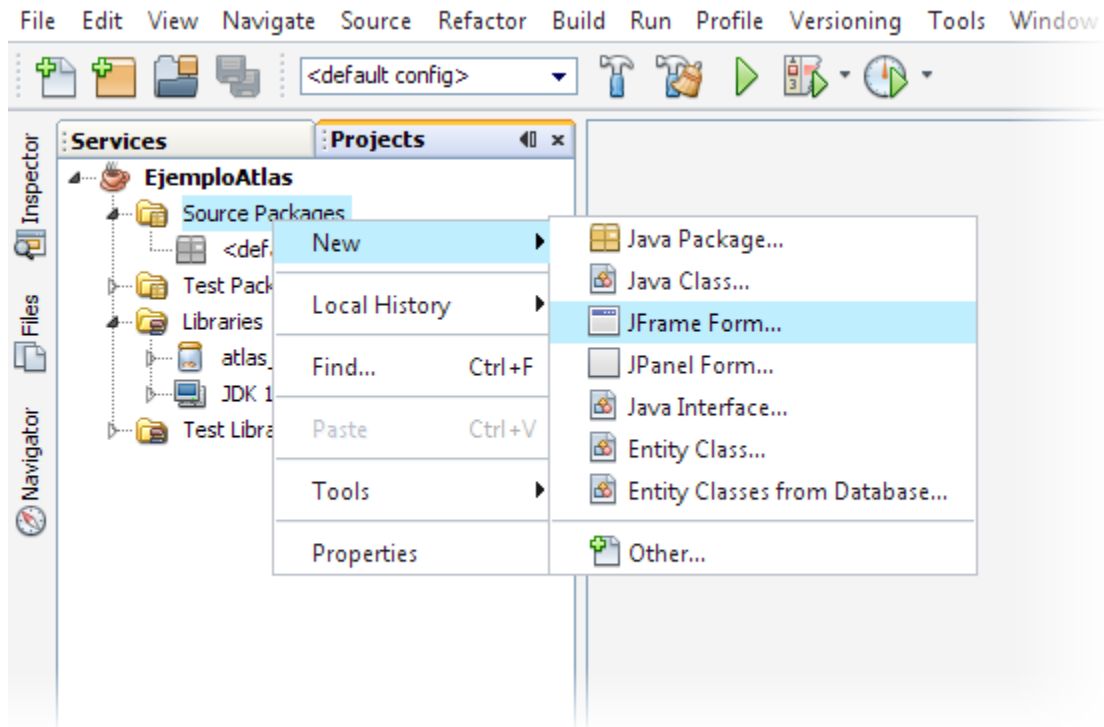 File Edit View Navigate Source Refactor Build Run Profile Versioning Tools Window
<default config>
Services Projects
EjemploAtlas
Source Packages
<def
Test Pack
Libraries
atlas_
JDK 1
Test Libra
Inspector
Files
Navigator
New
Local History
Find... Ctrl+F
Paste Ctrl+V
Tools
Properties
Java Package...
Java Class...
JFrame Form...
JPanel Form...
Java Interface...
Entity Class...
Entity Classes from Database...
Other...